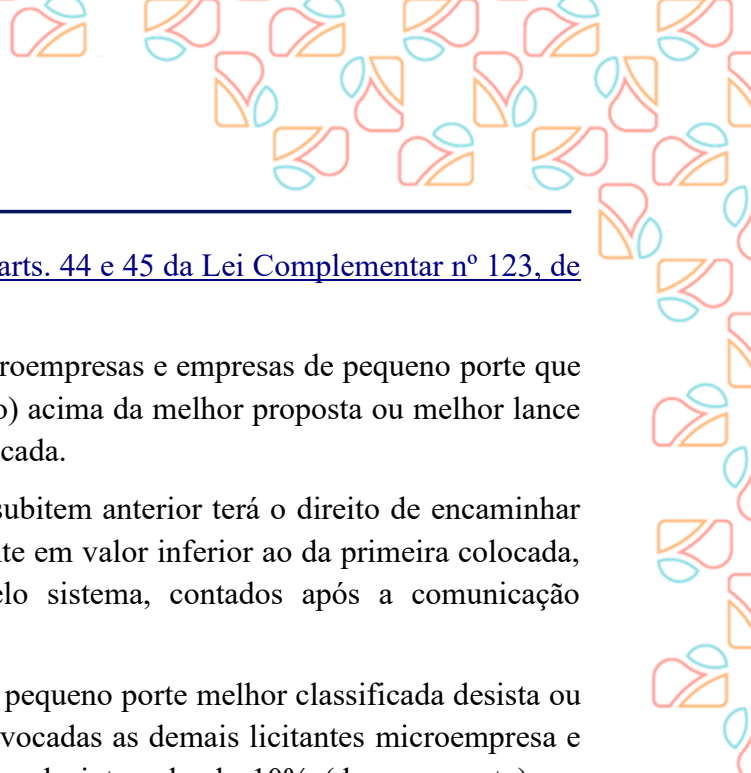 arts. 44 e 45 da Lei Complementar nº 123, de
roempresas e empresas de pequeno porte que
o) acima da melhor proposta ou melhor lance
cada.
subitem anterior terá o direito de encaminhar
te em valor inferior ao da primeira colocada,
elo sistema, contados após a comunicação
pequeno porte melhor classificada desista ou
vocadas as demais licitantes microempresa e